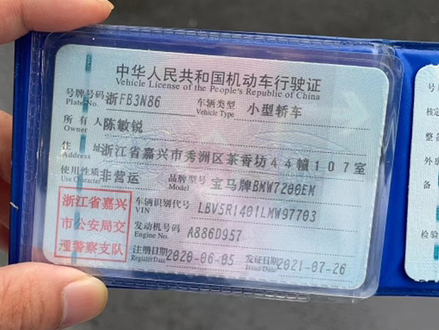 中华人民共和国机动车行驶证
Vehicle License of the People's Republic of China
号牌号码 浙FB3N86 车辆类型 小型轿车
Plate No. Vehicle Type
所有人 陈敏锐
Owner
住址 浙江省嘉兴市秀洲区茶香坊44幢107室
Address
使用性质 非营运 品牌型号 宝马牌BMW7200EM
Use Character Model
浙江省嘉兴市公安局交通警察支队
车辆识别代号 LBV5R1401LMW97703
VIN
发动机号码 A886D957
Engine No.
注册日期 2020-06-05 发证日期 2021-07-26
Register Date Issue Date